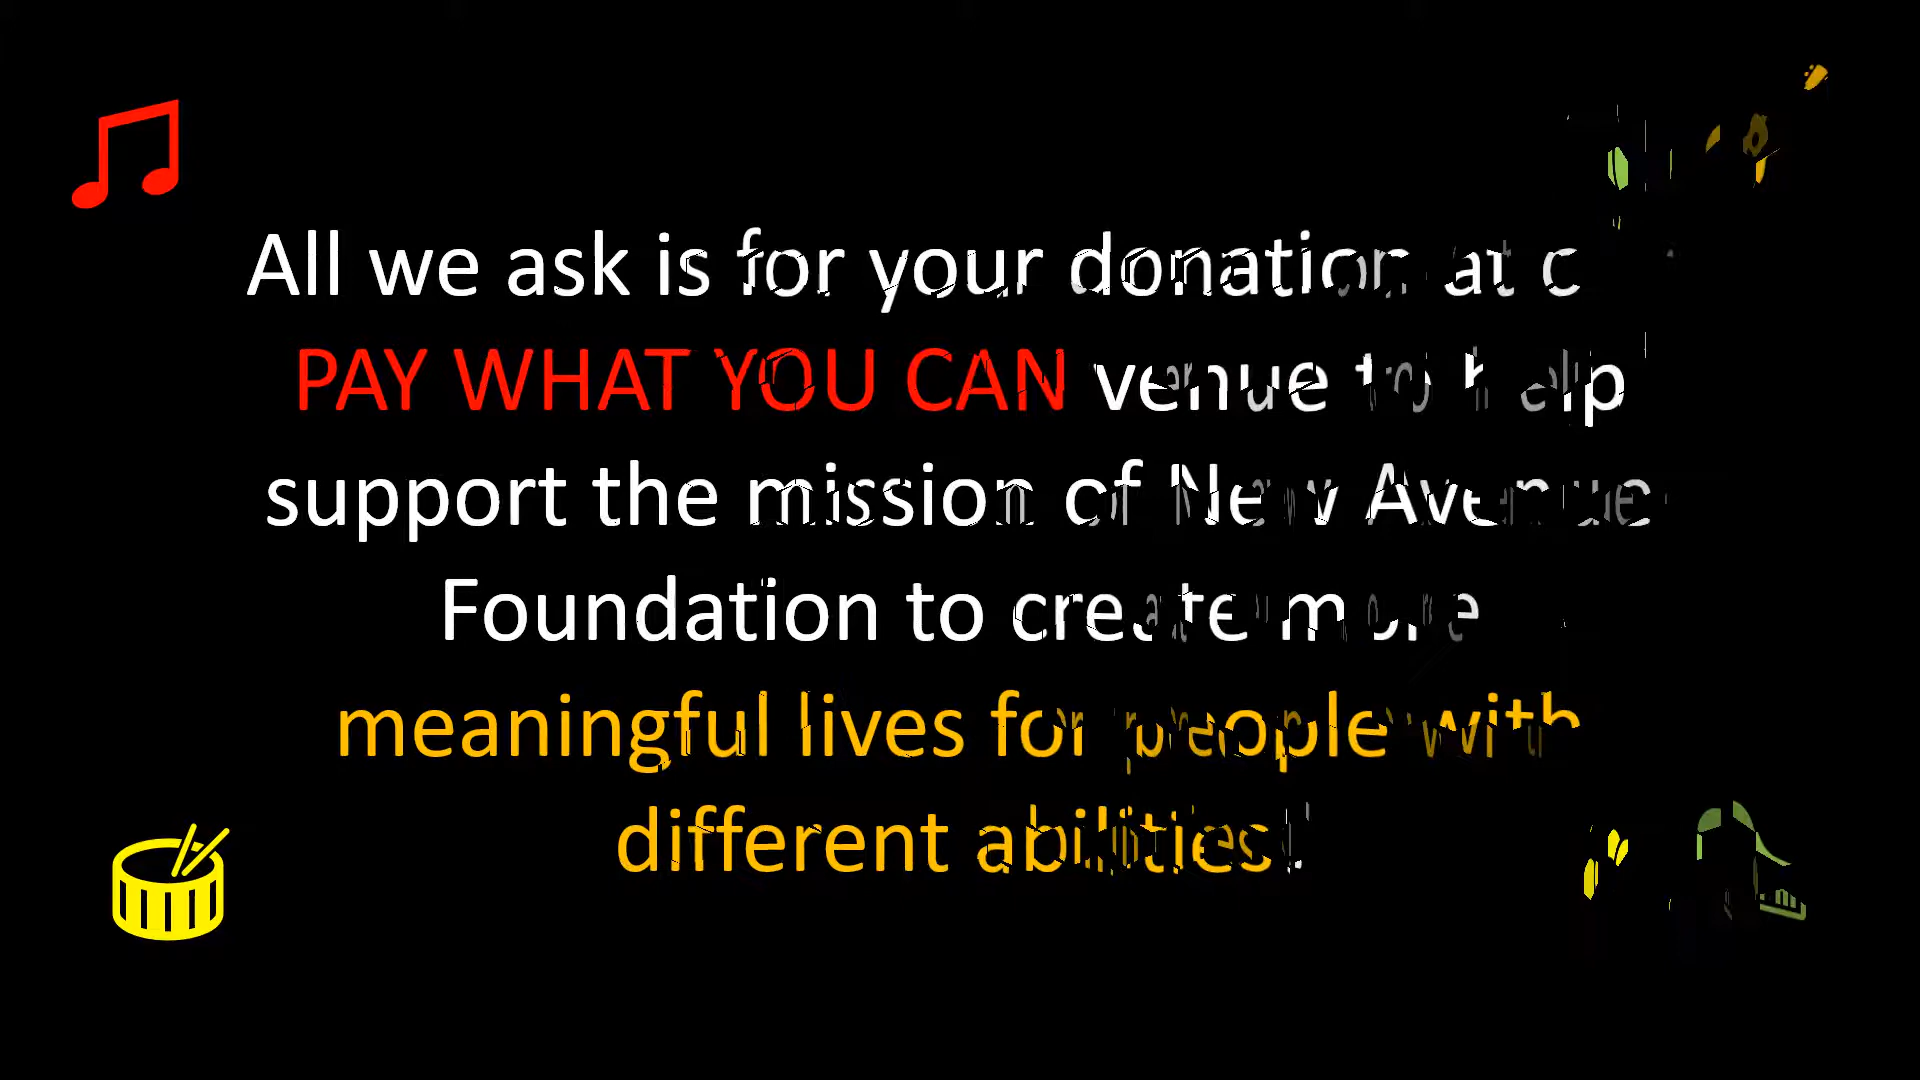 All we ask is for your donation at
PAY WHAT YOU CAN venue to help
support the mission of New Avenue
Foundation to create more
meaningful lives for people with
different abilities!